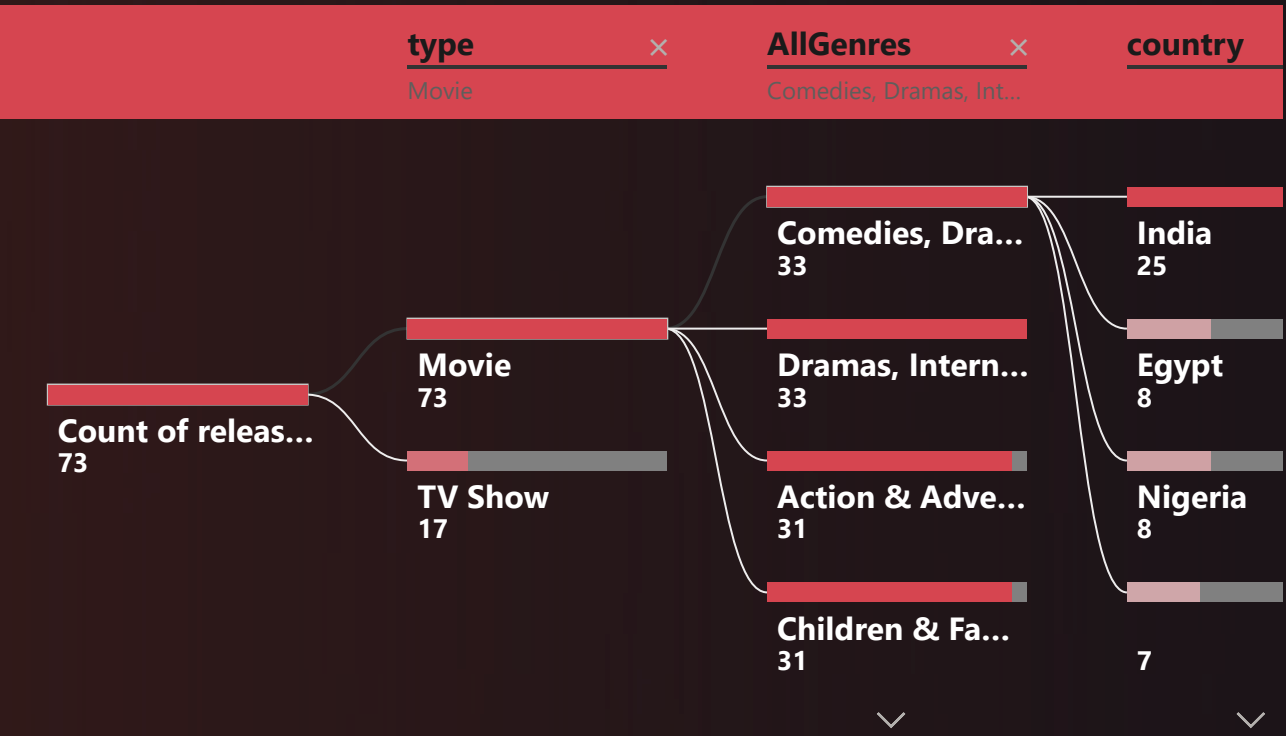 type
Movie
AllGenres
Comedies, Dramas, Int...
country
Count of releas...
73
Movie
73
TV Show
17
Comedies, Dra...
33
Dramas, Intern...
33
Action & Adve...
31
Children & Fa...
31
India
25
Egypt
8
Nigeria
8
7